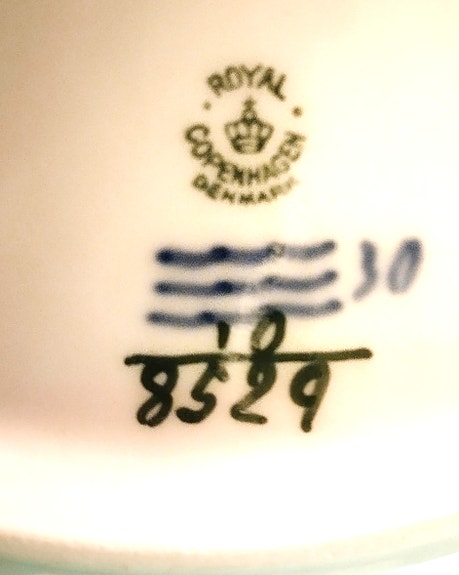 ROYAL
COPENHAGEN
DENMARK
30
10
8529